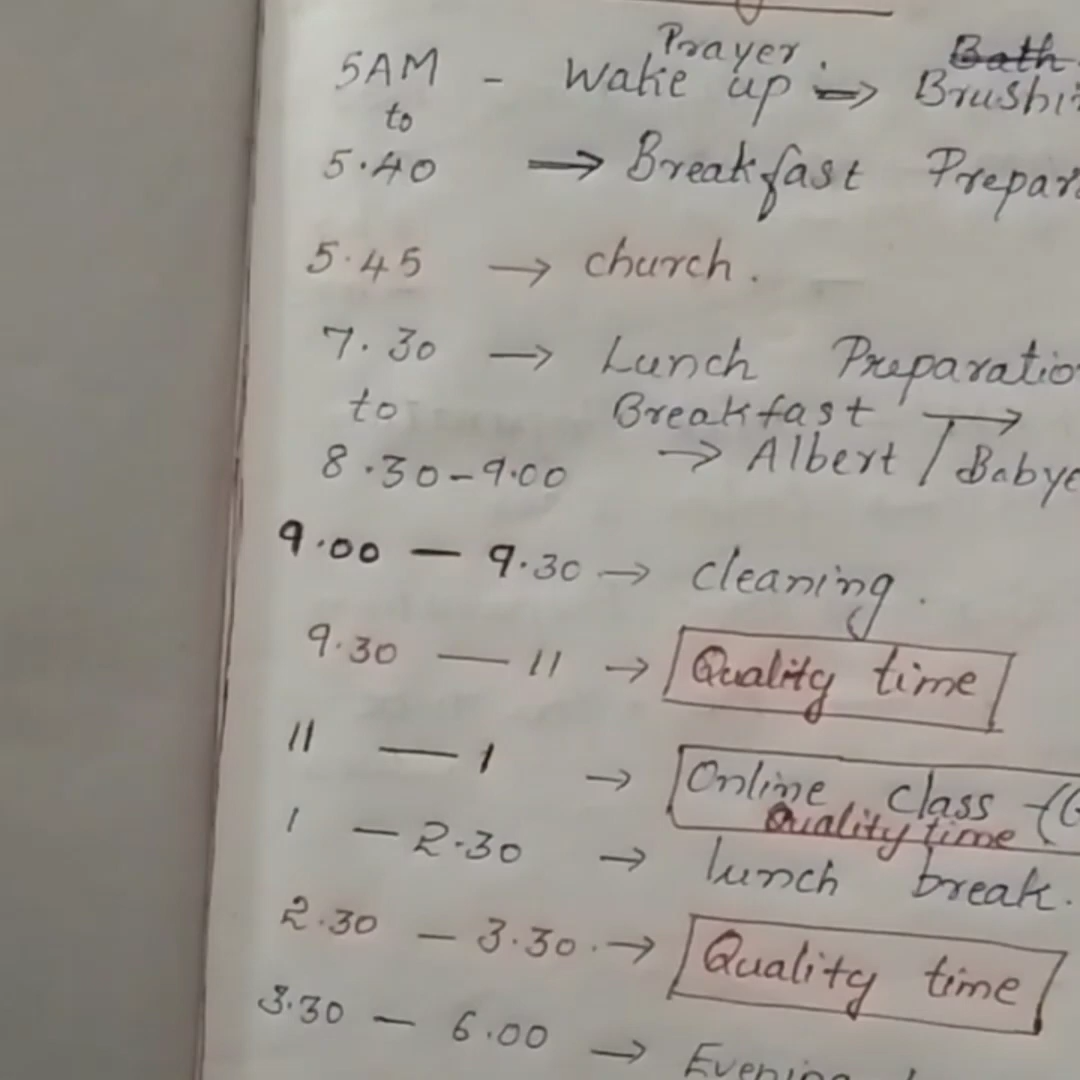 Prayer. Bath
5AM - Wake up → Brushi
to
5.40 → Breakfast Prepar
5.45 → church.
7.30 → Lunch Preparatio
to Breakfast →
8.30-9.00 → Albert / Babyc
9.00 — 9.30 → cleaning.
9.30 — 11 → Quality time
11 — 1 → Online class
Quality time
1 — 2.30 → lunch break.
2.30 — 3.30. → Quality time
3.30 — 6.00 → Evening